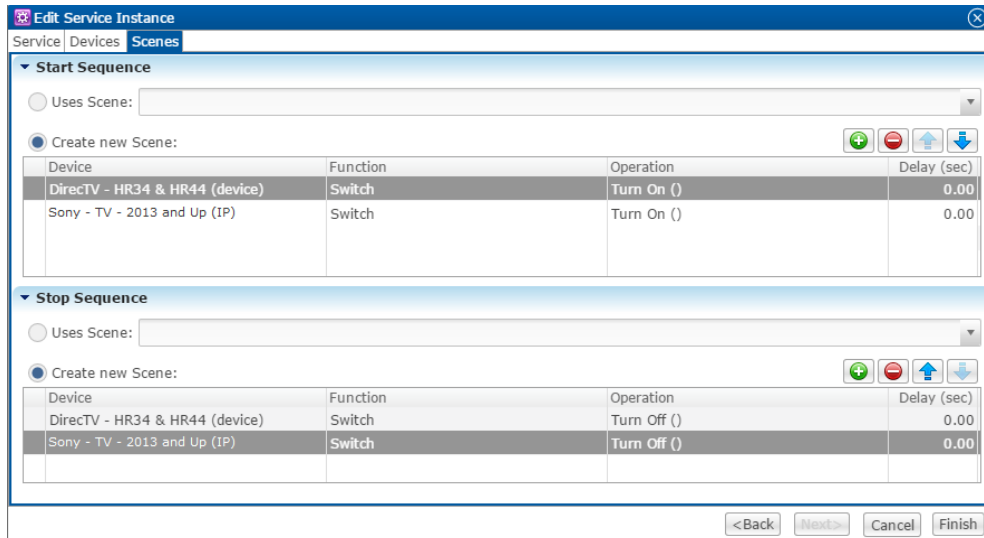 Edit Service Instance
Service Devices Scenes
Start Sequence
Uses Scene:
Create new Scene:
Device Function Operation Delay (sec)
DirecTV - HR34 & HR44 (device) Switch Turn On () 0.00
Sony - TV - 2013 and Up (IP) Switch Turn On () 0.00
Stop Sequence
Uses Scene:
Create new Scene:
Device Function Operation Delay (sec)
DirecTV - HR34 & HR44 (device) Switch Turn Off () 0.00
Sony - TV - 2013 and Up (IP) Switch Turn Off () 0.00
<Back Next> Cancel Finish